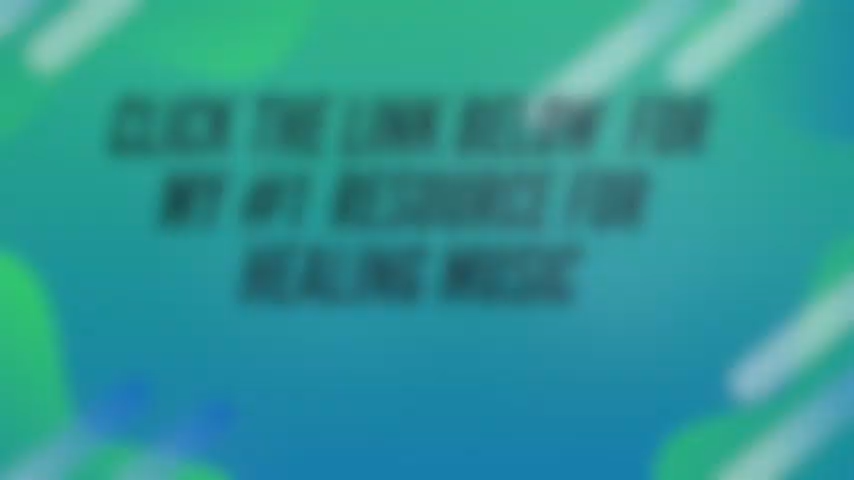 CLICK THE LINK BELOW FOR
MY #1 RESOURCE FOR
HEALING MUSIC